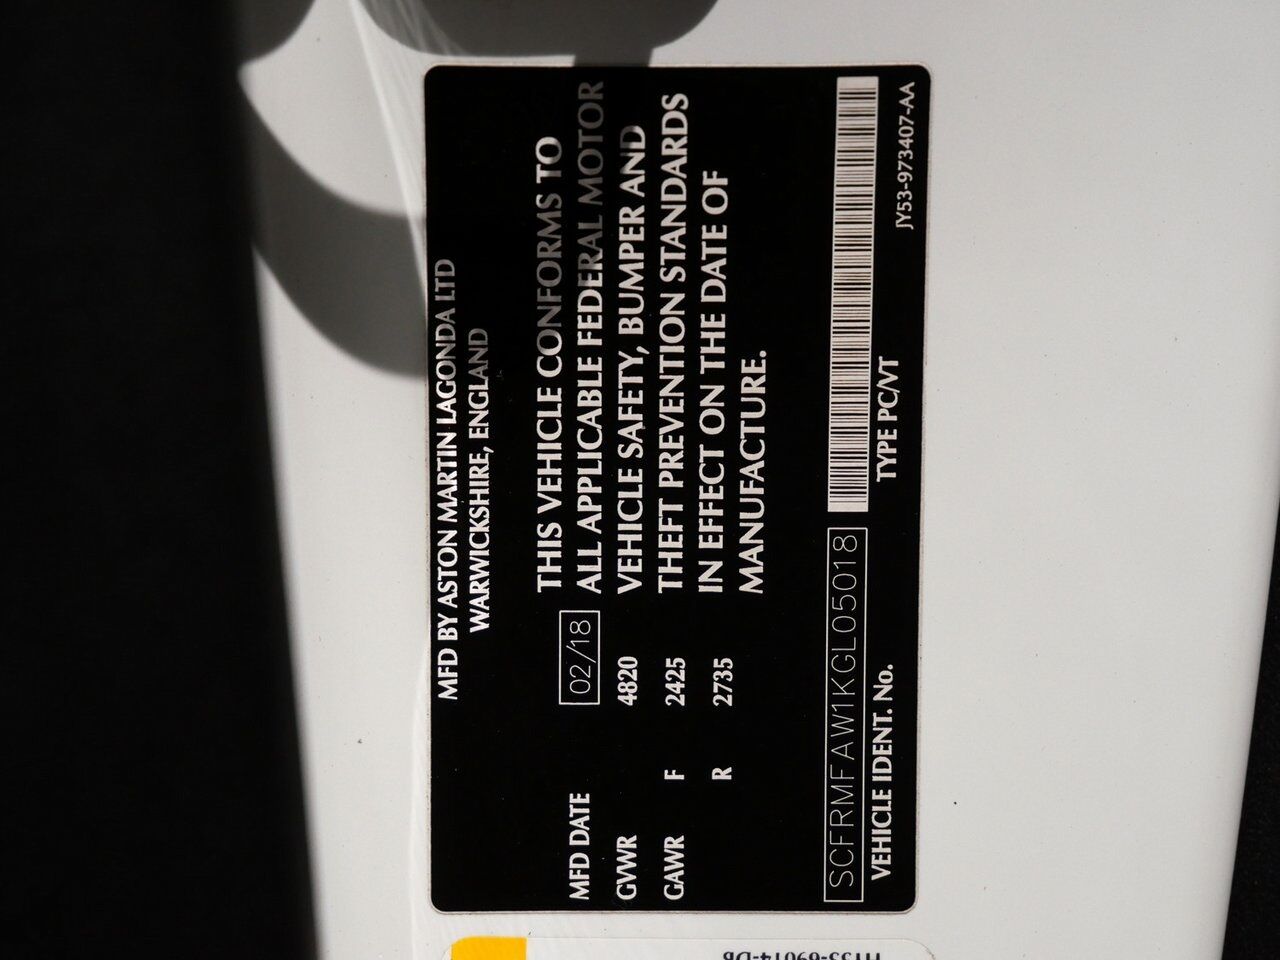 MFD BY ASTON MARTIN LAGONDA LTD
WARWICKSHIRE, ENGLAND
THIS VEHICLE CONFORMS TO
ALL APPLICABLE FEDERAL MOTOR
VEHICLE SAFETY, BUMPER AND
THEFT PREVENTION STANDARDS
IN EFFECT ON THE DATE OF
MANUFACTURE.
MFD DATE 02/18
GVWR 4820
GAWR F 2425
R 2735
SCFRMFAW1KGL05018
VEHICLE IDENT. No. TYPE PC/VT
JY53-973407-AA